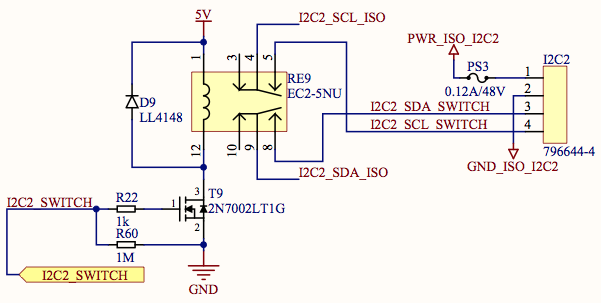 5V
I2C2_SCL_ISO
1
3
4
5
D9
LL4148
RE9
EC2-5NU
12
10
9
8
I2C2_SDA_ISO
PWR_ISO_I2C2
PS3
0.12A/48V
I2C2
1
2
3
4
I2C2_SDA_SWITCH
I2C2_SCL_SWITCH
796644-4
GND_ISO_I2C2
I2C2_SWITCH
R22
1k
R60
1M
T9
2N7002LT1G
3
1
2
I2C2_SWITCH
GND